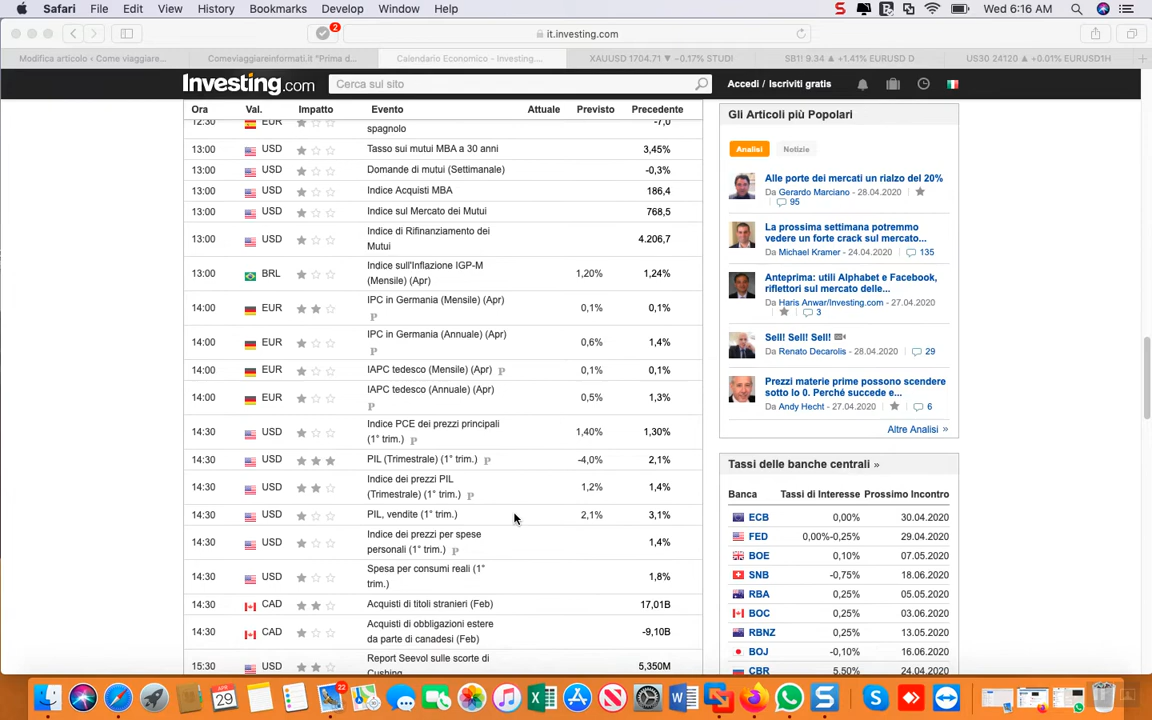 Safari File Edit View History Bookmarks Develop Window Help Wed 6:16 AM
2 it.investing.com
Modifica articolo ‹ Come viaggiare... Comeviaggiareinformati.it "Prima d... Calendario Economico - Investing.... XAUUSD 1704.71 ▼ −0.17% STUDI SB1! 9.34 ▲ +1.41% EURUSD D US30 24120 ▲ +0.01% EURUSD1H
Investing.com Cerca sul sito Accedi / Iscriviti gratis
Ora Val. Impatto Evento Attuale Previsto Precedente
12:30 EUR spagnolo -7,0
13:00 USD Tasso sui mutui MBA a 30 anni 3,45%
13:00 USD Domande di mutui (Settimanale) -0,3%
13:00 USD Indice Acquisti MBA 186,4
13:00 USD Indice sul Mercato dei Mutui 768,5
13:00 USD Indice di Rifinanziamento dei
Mutui 4.206,7
13:00 BRL Indice sull'Inflazione IGP-M
(Mensile) (Apr) 1,20% 1,24%
14:00 EUR IPC in Germania (Mensile) (Apr)
P 0,1% 0,1%
14:00 EUR IPC in Germania (Annuale) (Apr)
P 0,6% 1,4%
14:00 EUR IAPC tedesco (Mensile) (Apr) P 0,1% 0,1%
14:00 EUR IAPC tedesco (Annuale) (Apr)
P 0,5% 1,3%
14:30 USD Indice PCE dei prezzi principali
(1° trim.) P 1,40% 1,30%
14:30 USD PIL (Trimestrale) (1° trim.) P -4,0% 2,1%
14:30 USD Indice dei prezzi PIL
(Trimestrale) (1° trim.) P 1,2% 1,4%
14:30 USD PIL, vendite (1° trim.) 2,1% 3,1%
14:30 USD Indice dei prezzi per spese
personali (1° trim.) P 1,4%
14:30 USD Spesa per consumi reali (1°
trim.) 1,8%
14:30 CAD Acquisti di titoli stranieri (Feb) 17,01B
14:30 CAD Acquisti di obbligazioni estere
da parte di canadesi (Feb) -9,10B
15:30 USD Report Seevol sulle scorte di
Cushing 5,350M
Gli Articoli più Popolari
Analisi Notizie
Alle porte dei mercati un rialzo del 20%
Da Gerardo Marciano - 28.04.2020
95
La prossima settimana potremmo
vedere un forte crack sul mercato...
Da Michael Kramer - 24.04.2020 135
Anteprima: utili Alphabet e Facebook,
riflettori sul mercato delle...
Da Haris Anwar/Investing.com - 27.04.2020
3
Sell! Sell! Sell!
Da Renato Decarolis - 28.04.2020 29
Prezzi materie prime possono scendere
sotto lo 0. Perché succede e...
Da Andy Hecht - 27.04.2020 6
Altre Analisi »
Tassi delle banche centrali »
Banca Tassi di Interesse Prossimo Incontro
ECB 0,00% 30.04.2020
FED 0,00%-0,25% 29.04.2020
BOE 0,10% 07.05.2020
SNB -0,75% 18.06.2020
RBA 0,25% 05.05.2020
BOC 0,25% 03.06.2020
RBNZ 0,25% 13.05.2020
BOJ -0,10% 16.06.2020
CBR 5,50% 24.04.2020
APR
29
22